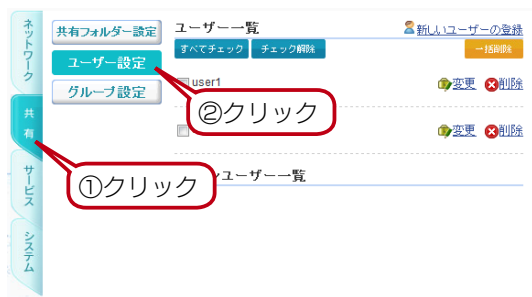 ネットワーク
共有
サービス
システム
共有フォルダー設定
ユーザー設定
グループ設定
ユーザー一覧
新しいユーザーの登録
すべてチェック
チェック解除
一括削除
user1
変更
削除
②クリック
変更
削除
①クリック
ユーザー一覧